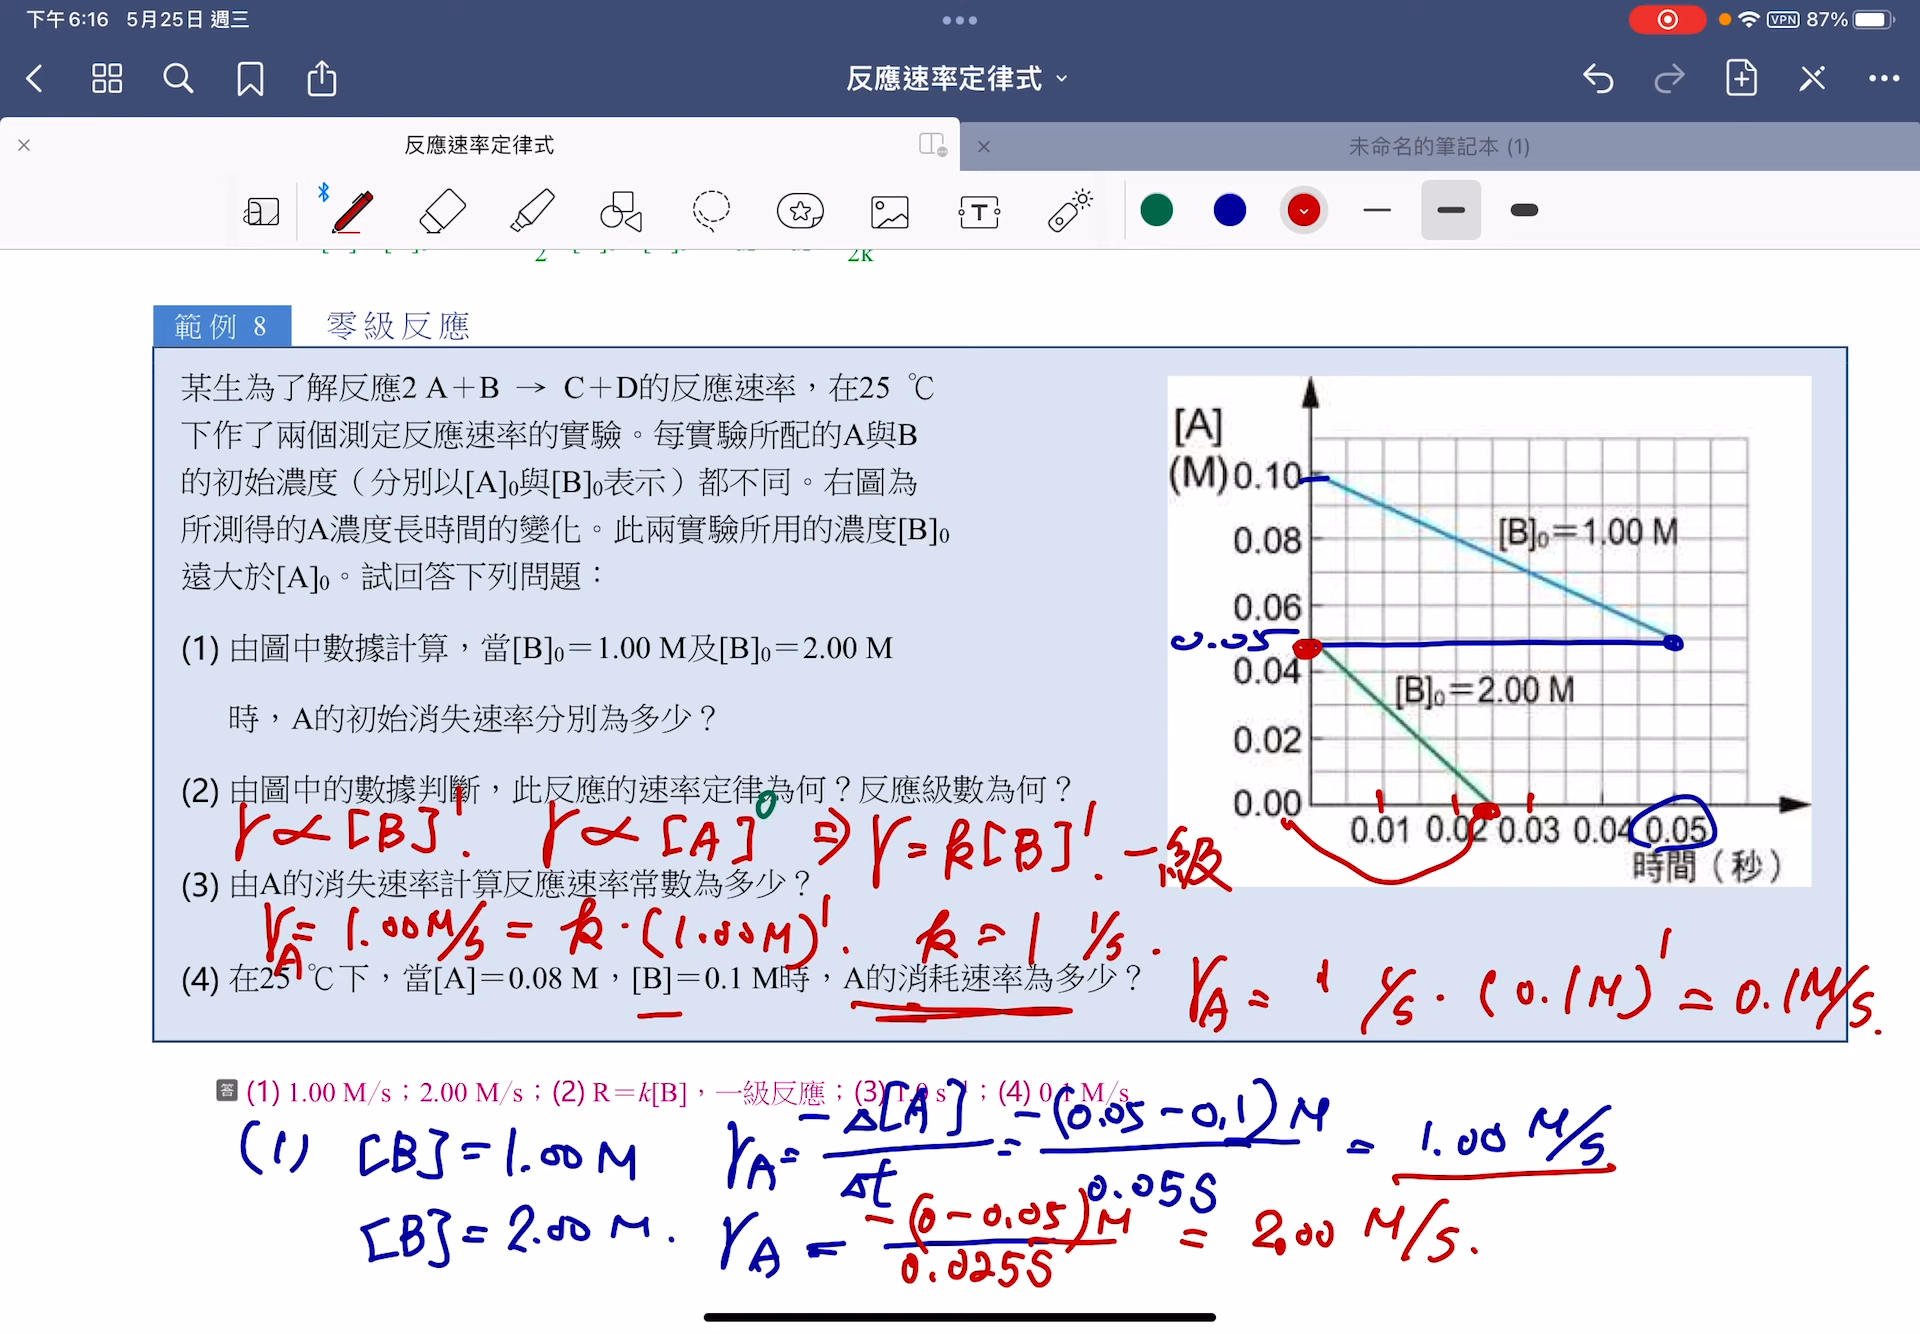 下午6:16 5月25日 週三
VPN 87%
反應速率定律式
反應速率定律式
未命名的筆記本 (1)
2 2k
範例 8 零級反應
某生為了解反應2 A＋B → C＋D的反應速率，在25 ℃
下作了兩個測定反應速率的實驗。每實驗所配的A與B
的初始濃度（分別以[A]₀與[B]₀表示）都不同。右圖為
所測得的A濃度長時間的變化。此兩實驗所用的濃度[B]₀
遠大於[A]₀。試回答下列問題：
(1) 由圖中數據計算，當[B]₀＝1.00 M及[B]₀＝2.00 M
時，A的初始消失速率分別為多少？
(2) 由圖中的數據判斷，此反應的速率定律為何？反應級數為何？
r ∝ [B]¹. r ∝ [A]⁰ ⇒ r = k[B]¹. 一級
(3) 由A的消失速率計算反應速率常數為多少？
r_A = 1.00 M/s = k·(1.00M)¹. k = 1 1/s.
(4) 在25 ℃下，當[A]＝0.08 M，[B]＝0.1 M時，A的消耗速率為多少？
r_A = 1 1/s·(0.1M)¹ = 0.1M/s.
[A]
(M)
0.10
0.08
0.06
0.05
0.04
0.02
0.00
[B]₀＝1.00 M
[B]₀＝2.00 M
0.01 0.02 0.03 0.04 0.05
時間（秒）
答 (1) 1.00 M/s；2.00 M/s；(2) R＝k[B]，一級反應；(3) 1.0 s⁻¹；(4) 0.1 M/s
(1) [B] = 1.00 M r_A = -Δ[A]/Δt = -(0.05-0.1)M/0.05S = 1.00 M/s.
[B] = 2.00 M. r_A = -(0-0.05)M/0.025S = 2.00 M/s.